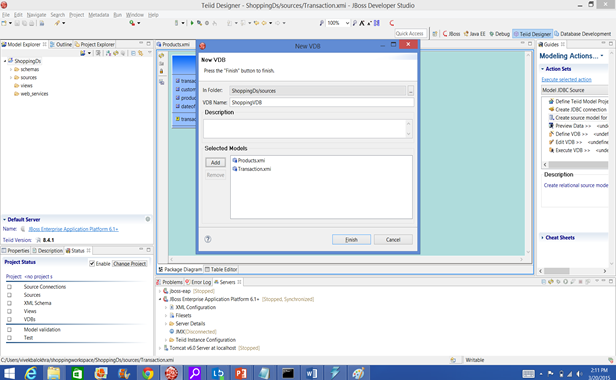 Teiid Designer - ShoppingDs/sources/Transaction.xmi - JBoss Developer Studio
File Edit Navigate Search Project Metadata Run Window Help
100%
Quick Access
JBoss
Java EE
Debug
Teiid Designer
Database Development
Model Explorer
Outline
Project Explorer
ShoppingDs
schemas
sources
views
web_services
Default Server
Name: JBoss Enterprise Application Platform 6.1+
Teiid Version: 8.4.1
Properties
Description
Status
Project Status
Enable
Change Project
Project: <no project s
Source Connections
Sources
XML Schema
Views
VDBs
Model validation
Test
Products.xmi
transac
custom
produc
dateof
transac
New VDB
New VDB
Press the "Finish" button to finish.
In Folder: ShoppingDs/sources
...
VDB Name: ShoppingVDB
Description
Selected Models
Add
Remove
Products.xmi
Transaction.xmi
Finish
Cancel
Package Diagram
Table Editor
Problems
Error Log
Servers
jboss-eap [Stopped]
JBoss Enterprise Application Platform 6.1+ [Stopped, Synchronized]
XML Configuration
Filesets
Server Details
JMX[Disconnected]
Teiid Instance Configuration
Tomcat v6.0 Server at localhost [Stopped]
Guides
Modeling Actions...
Action Sets
Execute selected action
Model JDBC Source
Define Teiid Model Proje
Create JDBC connection
Create source model for
Preview Data >> <undef
Define VDB >> <undefin
Edit VDB >> <undefine
Execute VDB >> <undef
Description
Create relational source model
Cheat Sheets
C:/Users/vivekbalokhra/shoppingworkspace/ShoppingDs/sources/Transaction.xmi
Writable
2:11 PM
3/20/2015